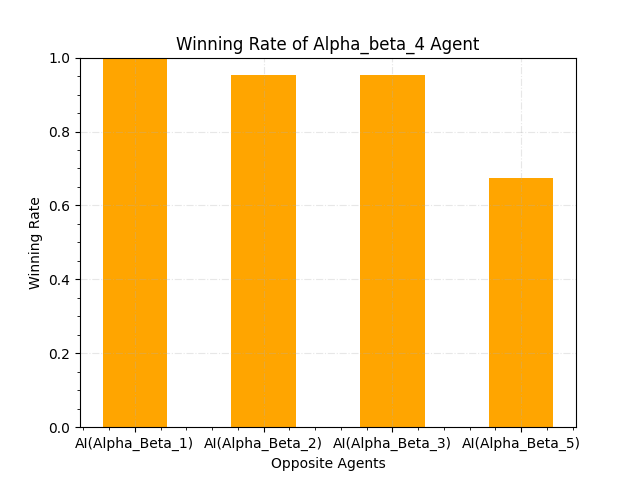 Winning Rate of Alpha_beta_4 Agent
1.0
0.8
0.6
0.4
0.2
0.0
Winning Rate
AI(Alpha_Beta_1) AI(Alpha_Beta_2) AI(Alpha_Beta_3) AI(Alpha_Beta_5)
Opposite Agents